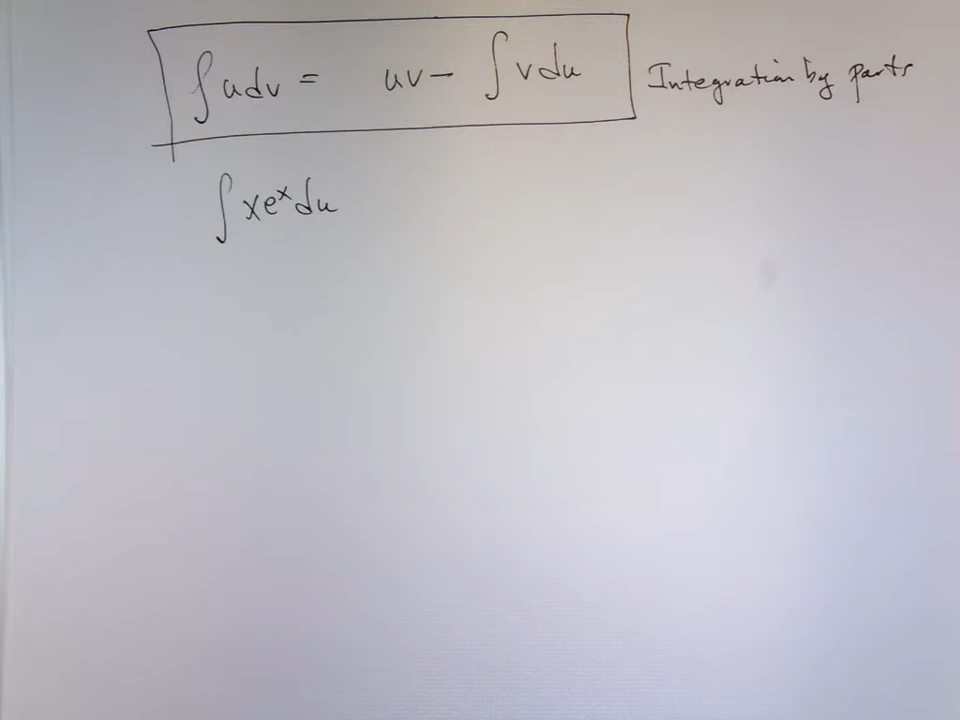 ∫udv = uv - ∫vdu Integration by parts
∫xeˣdu